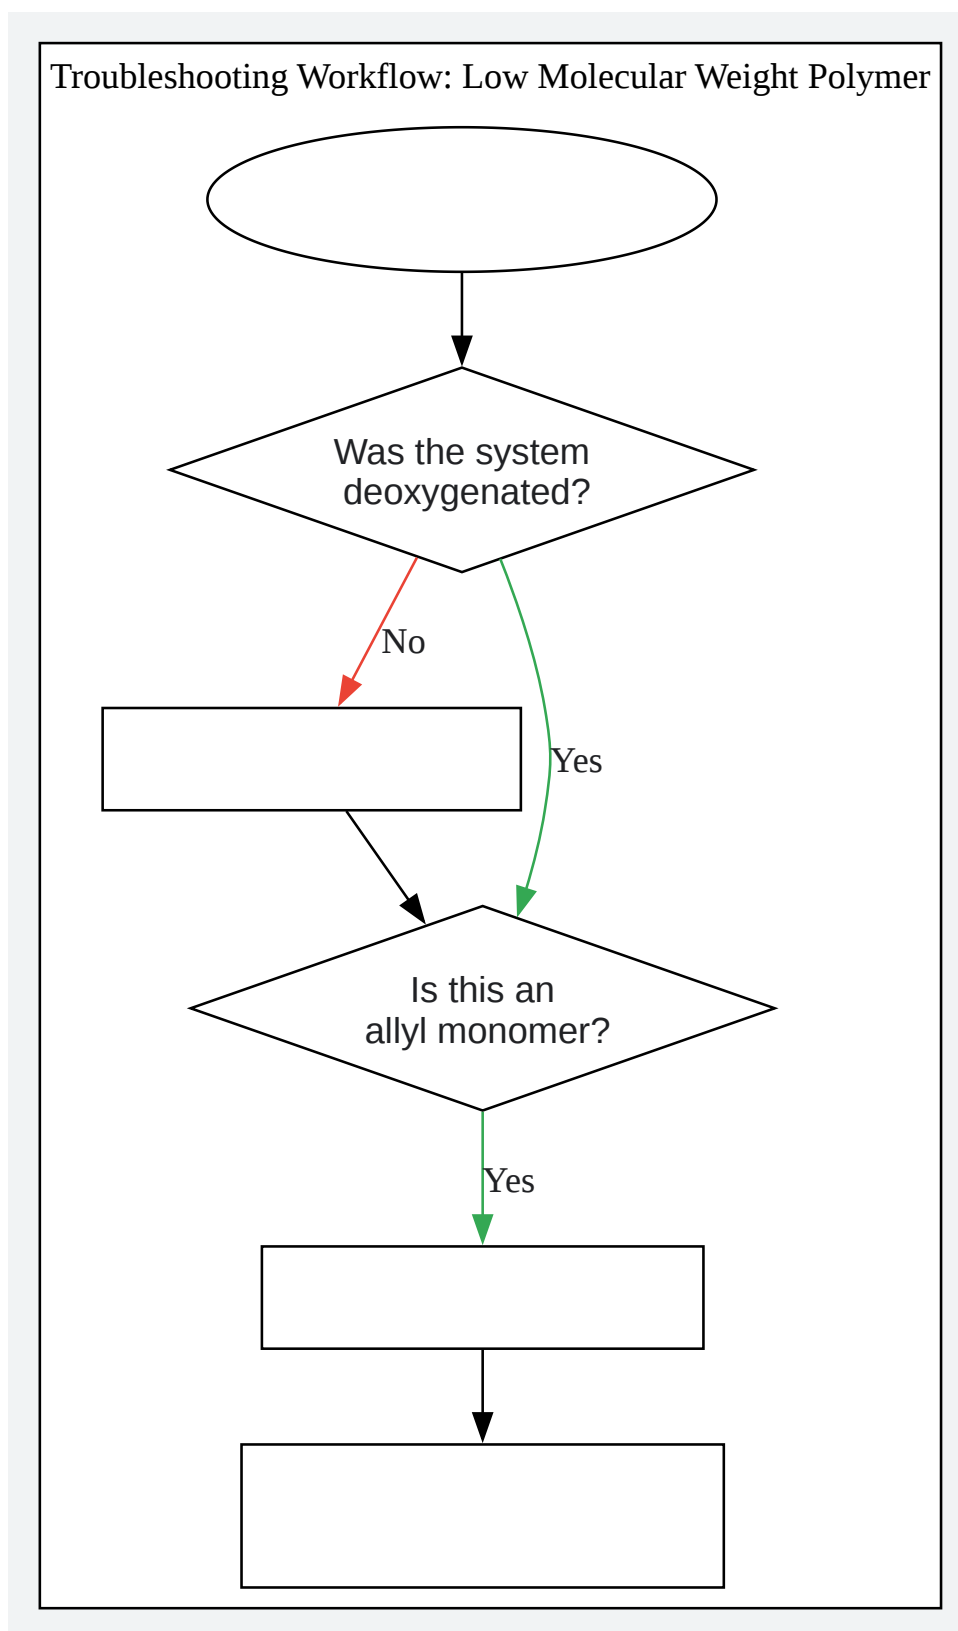 Troubleshooting Workflow: Low Molecular Weight Polymer
Was the system
deoxygenated?
No
Yes
Is this an
allyl monomer?
Yes